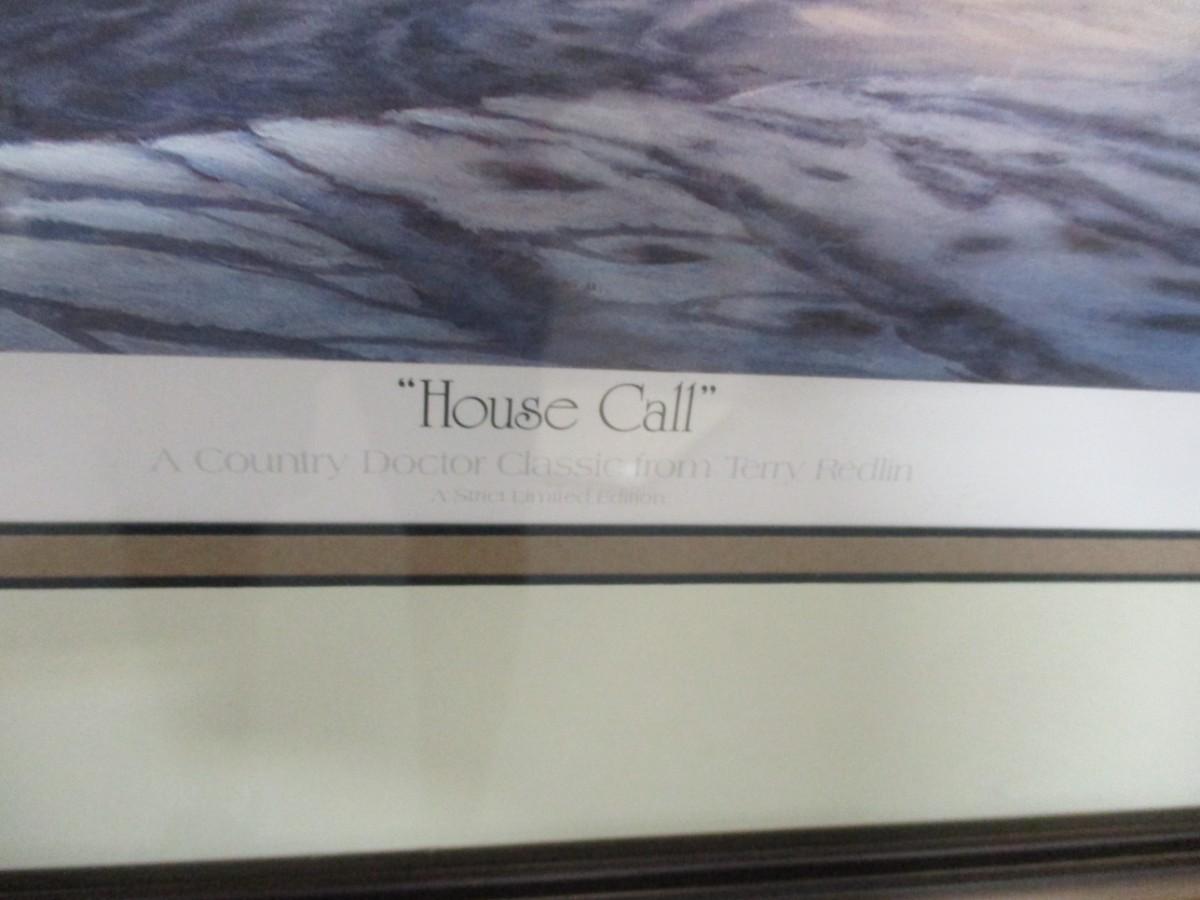 “House Call”
A Country Doctor Classic from Terry Redlin
A Strict Limited Edition